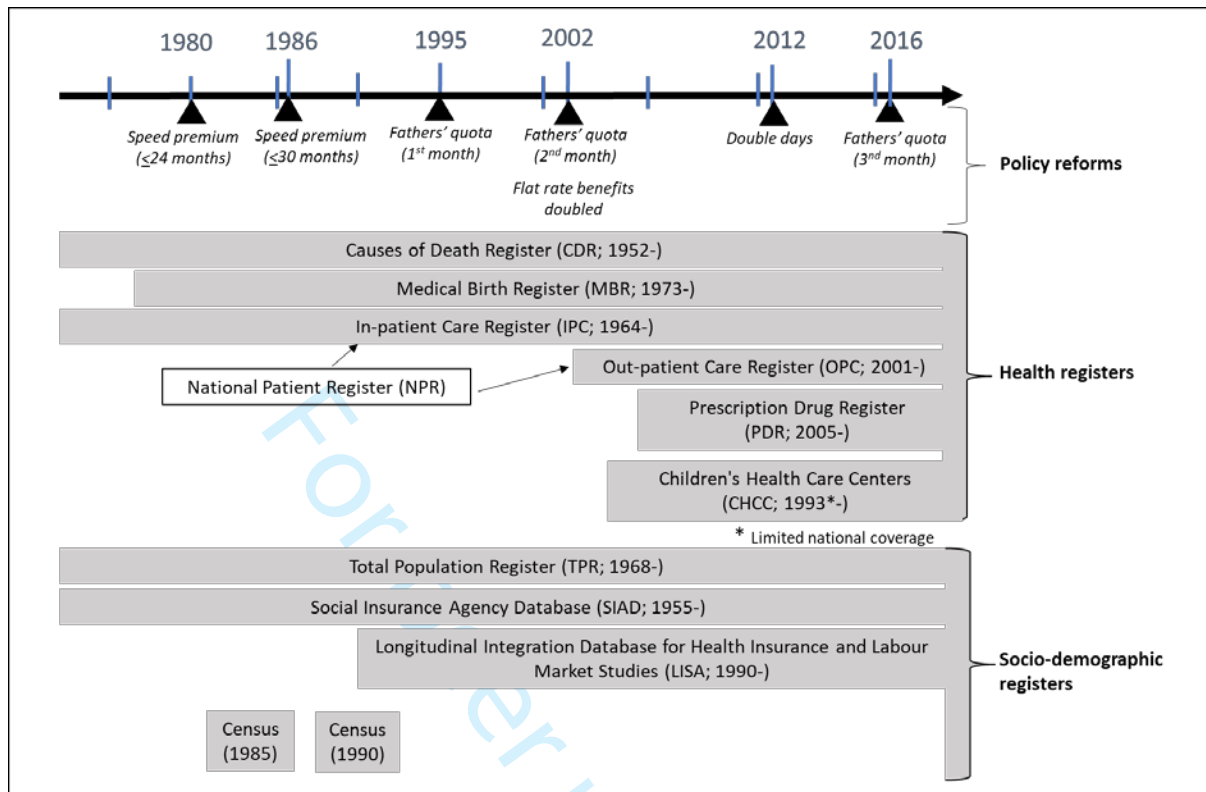 1980 1986 1995 2002 2012 2016
Speed premium
(≤24 months)
Speed premium
(≤30 months)
Fathers' quota
(1st month)
Fathers' quota
(2nd month)
Flat rate benefits
doubled
Double days
Fathers' quota
(3nd month)
Policy reforms
Causes of Death Register (CDR; 1952-)
Medical Birth Register (MBR; 1973-)
In-patient Care Register (IPC; 1964-)
National Patient Register (NPR)
Out-patient Care Register (OPC; 2001-)
Prescription Drug Register
(PDR; 2005-)
Children's Health Care Centers
(CHCC; 1993*-)
Health registers
* Limited national coverage
Total Population Register (TPR; 1968-)
Social Insurance Agency Database (SIAD; 1955-)
Longitudinal Integration Database for Health Insurance and Labour
Market Studies (LISA; 1990-)
Census
(1985)
Census
(1990)
Socio-demographic
registers
For